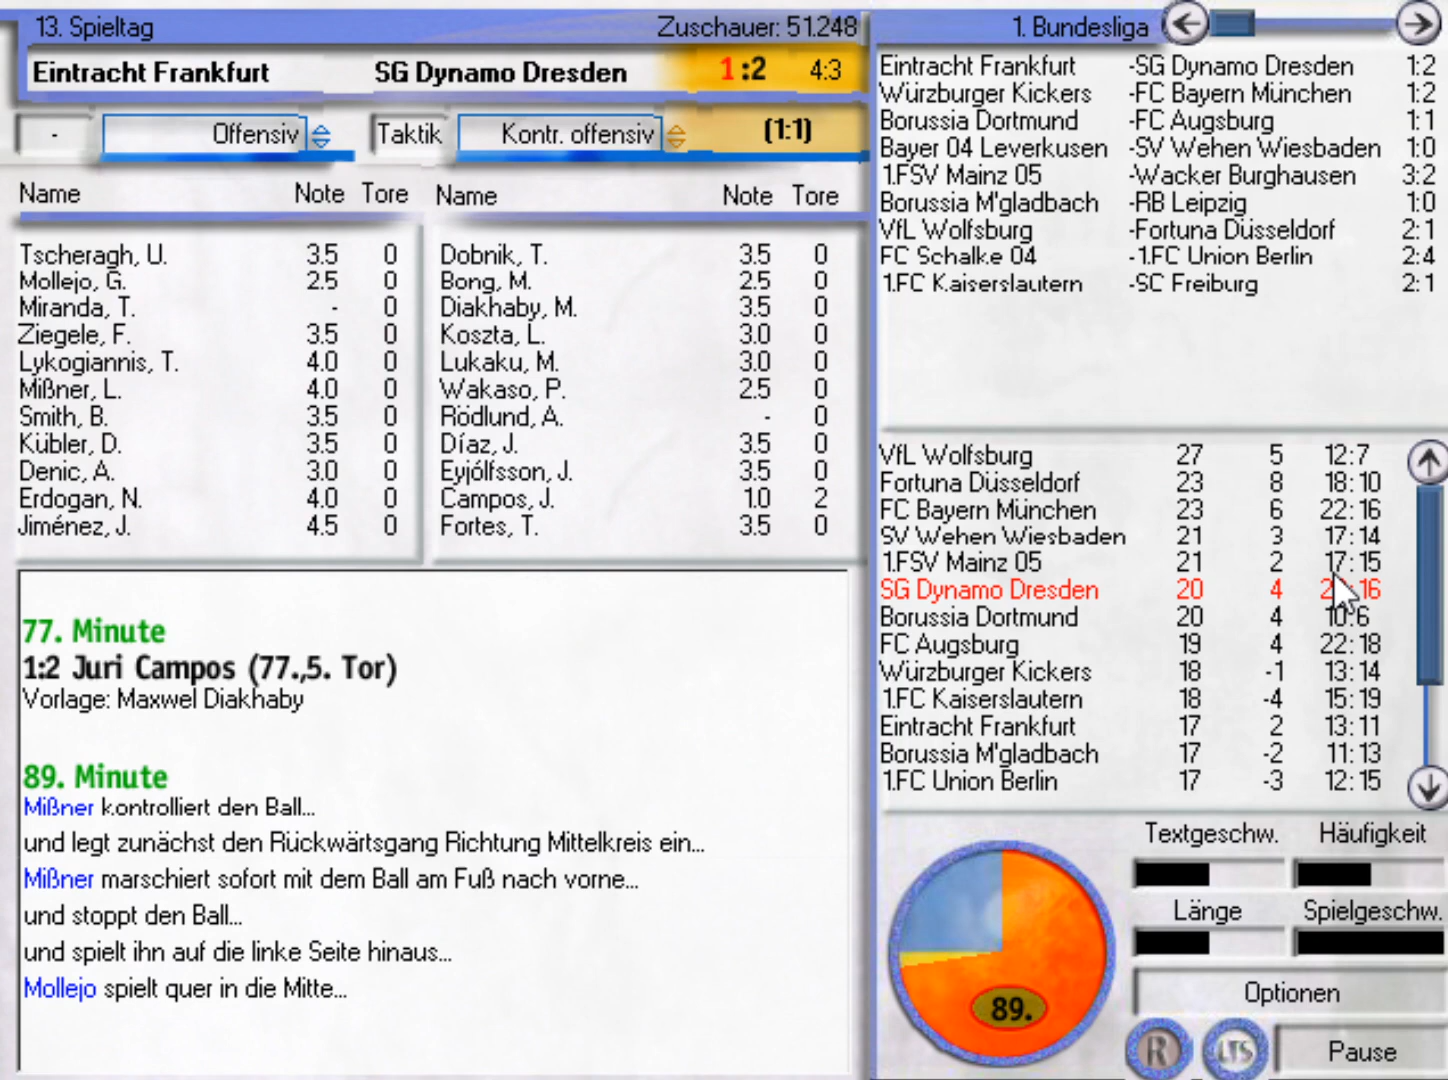 13. Spieltag Zuschauer: 51.248
Eintracht Frankfurt SG Dynamo Dresden 1:2 4:3
- Offensiv Taktik Kontr. offensiv (1:1)
Name Note Tore Name Note Tore
Tscheragh, U. 3.5 0 Dobnik, T. 3.5 0
Mollejo, G. 2.5 0 Bong, M. 2.5 0
Miranda, T. - 0 Diakhaby, M. 3.5 0
Ziegele, F. 3.5 0 Koszta, L. 3.0 0
Lykogiannis, T. 4.0 0 Lukaku, M. 3.0 0
Mißner, L. 4.0 0 Wakaso, P. 2.5 0
Smith, B. 3.5 0 Rödlund, A. - 0
Kübler, D. 3.5 0 Díaz, J. 3.5 0
Denic, A. 3.0 0 Eyjólfsson, J. 3.5 0
Erdogan, N. 4.0 0 Campos, J. 1.0 2
Jiménez, J. 4.5 0 Fortes, T. 3.5 0
77. Minute
1:2 Juri Campos (77.,5. Tor)
Vorlage: Maxwel Diakhaby
89. Minute
Mißner kontrolliert den Ball...
und legt zunächst den Rückwärtsgang Richtung Mittelkreis ein...
Mißner marschiert sofort mit dem Ball am Fuß nach vorne...
und stoppt den Ball...
und spielt ihn auf die linke Seite hinaus...
Mollejo spielt quer in die Mitte...
1. Bundesliga
Eintracht Frankfurt -SG Dynamo Dresden 1:2
Würzburger Kickers -FC Bayern München 1:2
Borussia Dortmund -FC Augsburg 1:1
Bayer 04 Leverkusen -SV Wehen Wiesbaden 1:0
1.FSV Mainz 05 -Wacker Burghausen 3:2
Borussia M'gladbach -RB Leipzig 1:0
VfL Wolfsburg -Fortuna Düsseldorf 2:1
FC Schalke 04 -1.FC Union Berlin 2:4
1.FC Kaiserslautern -SC Freiburg 2:1
VfL Wolfsburg 27 5 12:7
Fortuna Düsseldorf 23 8 18:10
FC Bayern München 23 6 22:16
SV Wehen Wiesbaden 21 3 17:14
1.FSV Mainz 05 21 2 17:15
SG Dynamo Dresden 20 4 16
Borussia Dortmund 20 4 10:6
FC Augsburg 19 4 22:18
Würzburger Kickers 18 -1 13:14
1.FC Kaiserslautern 18 -4 15:19
Eintracht Frankfurt 17 2 13:11
Borussia M'gladbach 17 -2 11:13
1.FC Union Berlin 17 -3 12:15
Textgeschw. Häufigkeit
Länge Spielgeschw.
Optionen
89.
R LTS Pause